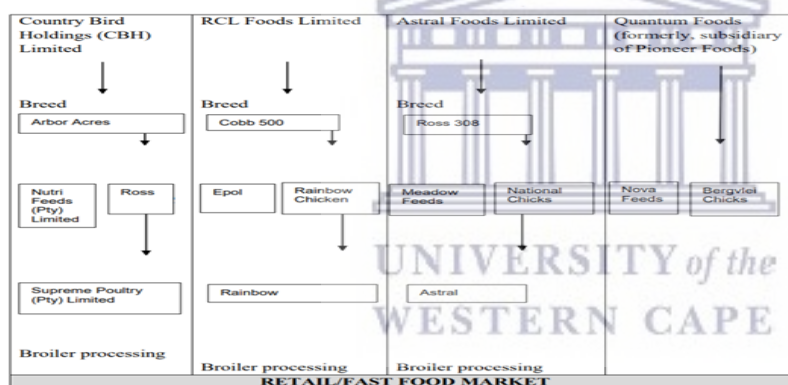 Country Bird
Holdings (CBH)
Limited
Breed
Arbor Acres
Nutri
Feeds
(Pty)
Limited
Ross
Supreme Poultry
(Pty) Limited
Broiler processing
RCL Foods Limited
Breed
Cobb 500
Epol
Rainbow
Chicken
Rainbow
Broiler processing
Astral Foods Limited
Breed
Ross 308
Meadow
Feeds
National
Chicks
Astral
Broiler processing
Quantum Foods
(formerly, subsidiary
of Pioneer Foods)
Nova
Feeds
Bergvlei
Chicks
UNIVERSITY of the
WESTERN CAPE
RETAIL/FAST FOOD MARKET